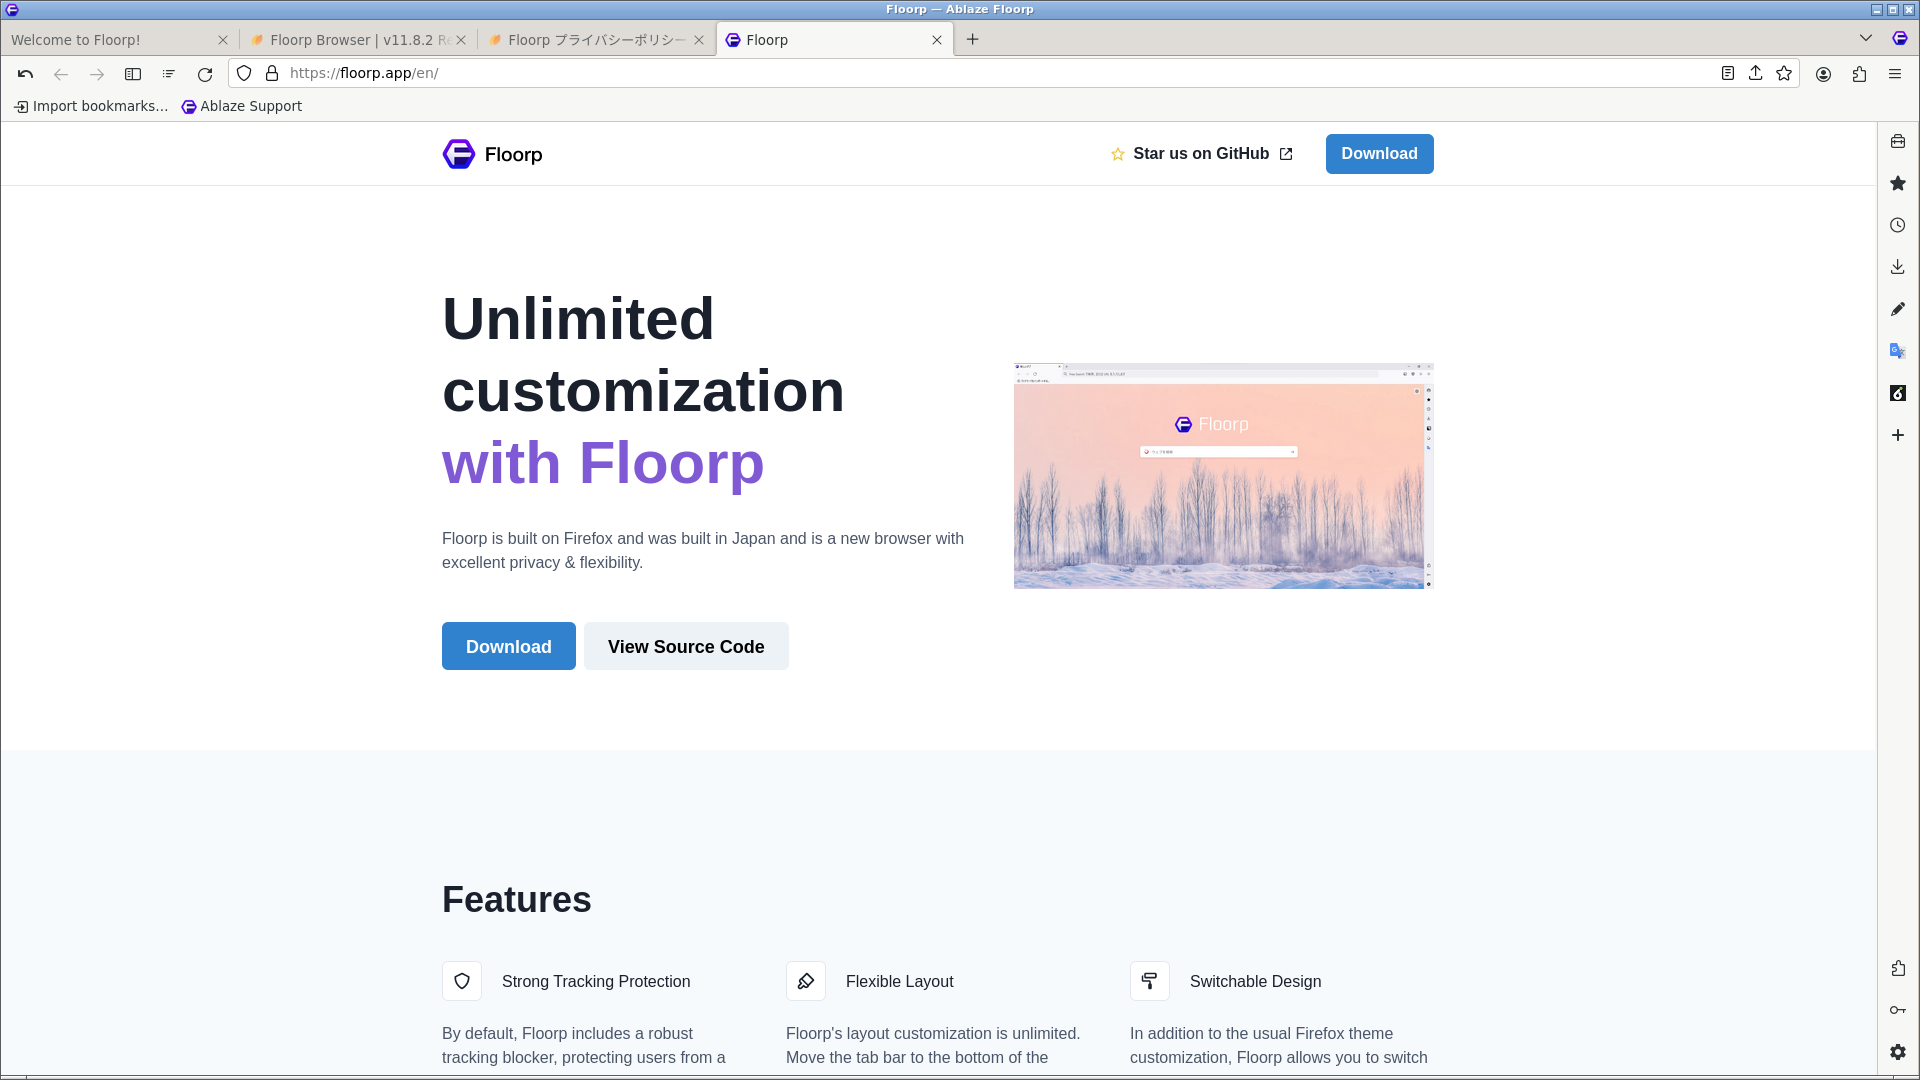 Floorp — Ablaze Floorp
Welcome to Floorp!
Floorp Browser | v11.8.2 R
Floorp プライバシーポリシー
Floorp
https://floorp.app/en/
Import bookmarks...
Ablaze Support
Floorp
Star us on GitHub
Download
Unlimited
customization
with Floorp
Floorp is built on Firefox and was built in Japan and is a new browser with
excellent privacy & flexibility.
Download
View Source Code
Floorp
Features
Strong Tracking Protection
By default, Floorp includes a robust
tracking blocker, protecting users from a
Flexible Layout
Floorp's layout customization is unlimited.
Move the tab bar to the bottom of the
Switchable Design
In addition to the usual Firefox theme
customization, Floorp allows you to switch